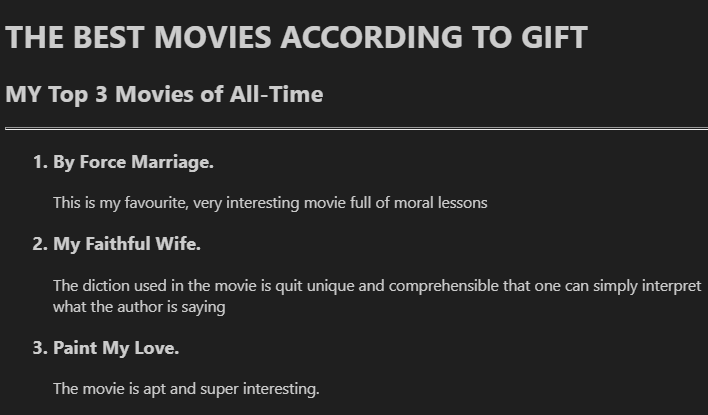 THE BEST MOVIES ACCORDING TO GIFT
MY Top 3 Movies of All-Time
1. By Force Marriage.
This is my favourite, very interesting movie full of moral lessons
2. My Faithful Wife.
The diction used in the movie is quit unique and comprehensible that one can simply interpret
what the author is saying
3. Paint My Love.
The movie is apt and super interesting.